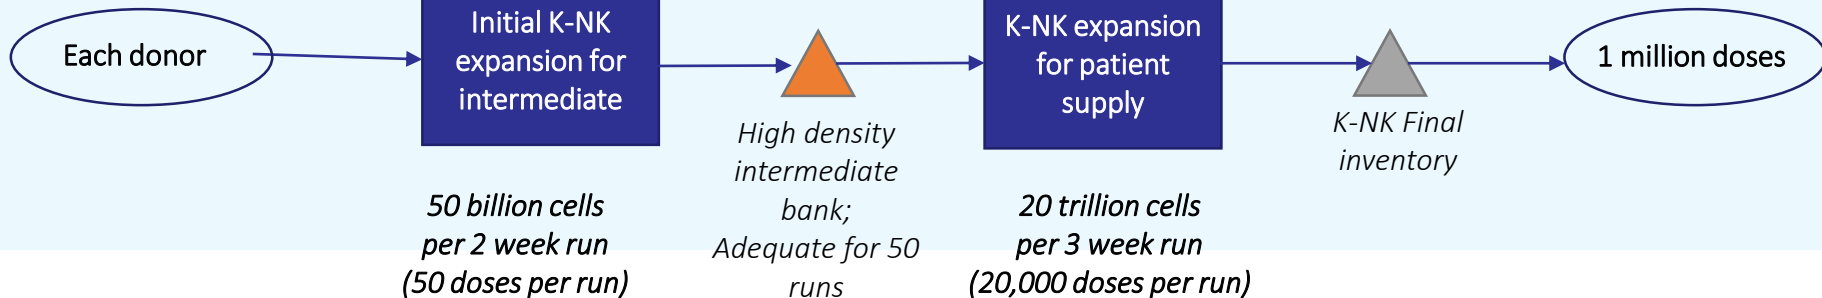 Each donor
Initial K-NK
expansion for
intermediate
50 billion cells
per 2 week run
(50 doses per run)
High density
intermediate
bank;
Adequate for 50
runs
K-NK expansion
for patient
supply
20 trillion cells
per 3 week run
(20,000 doses per run)
K-NK Final
inventory
1 million doses